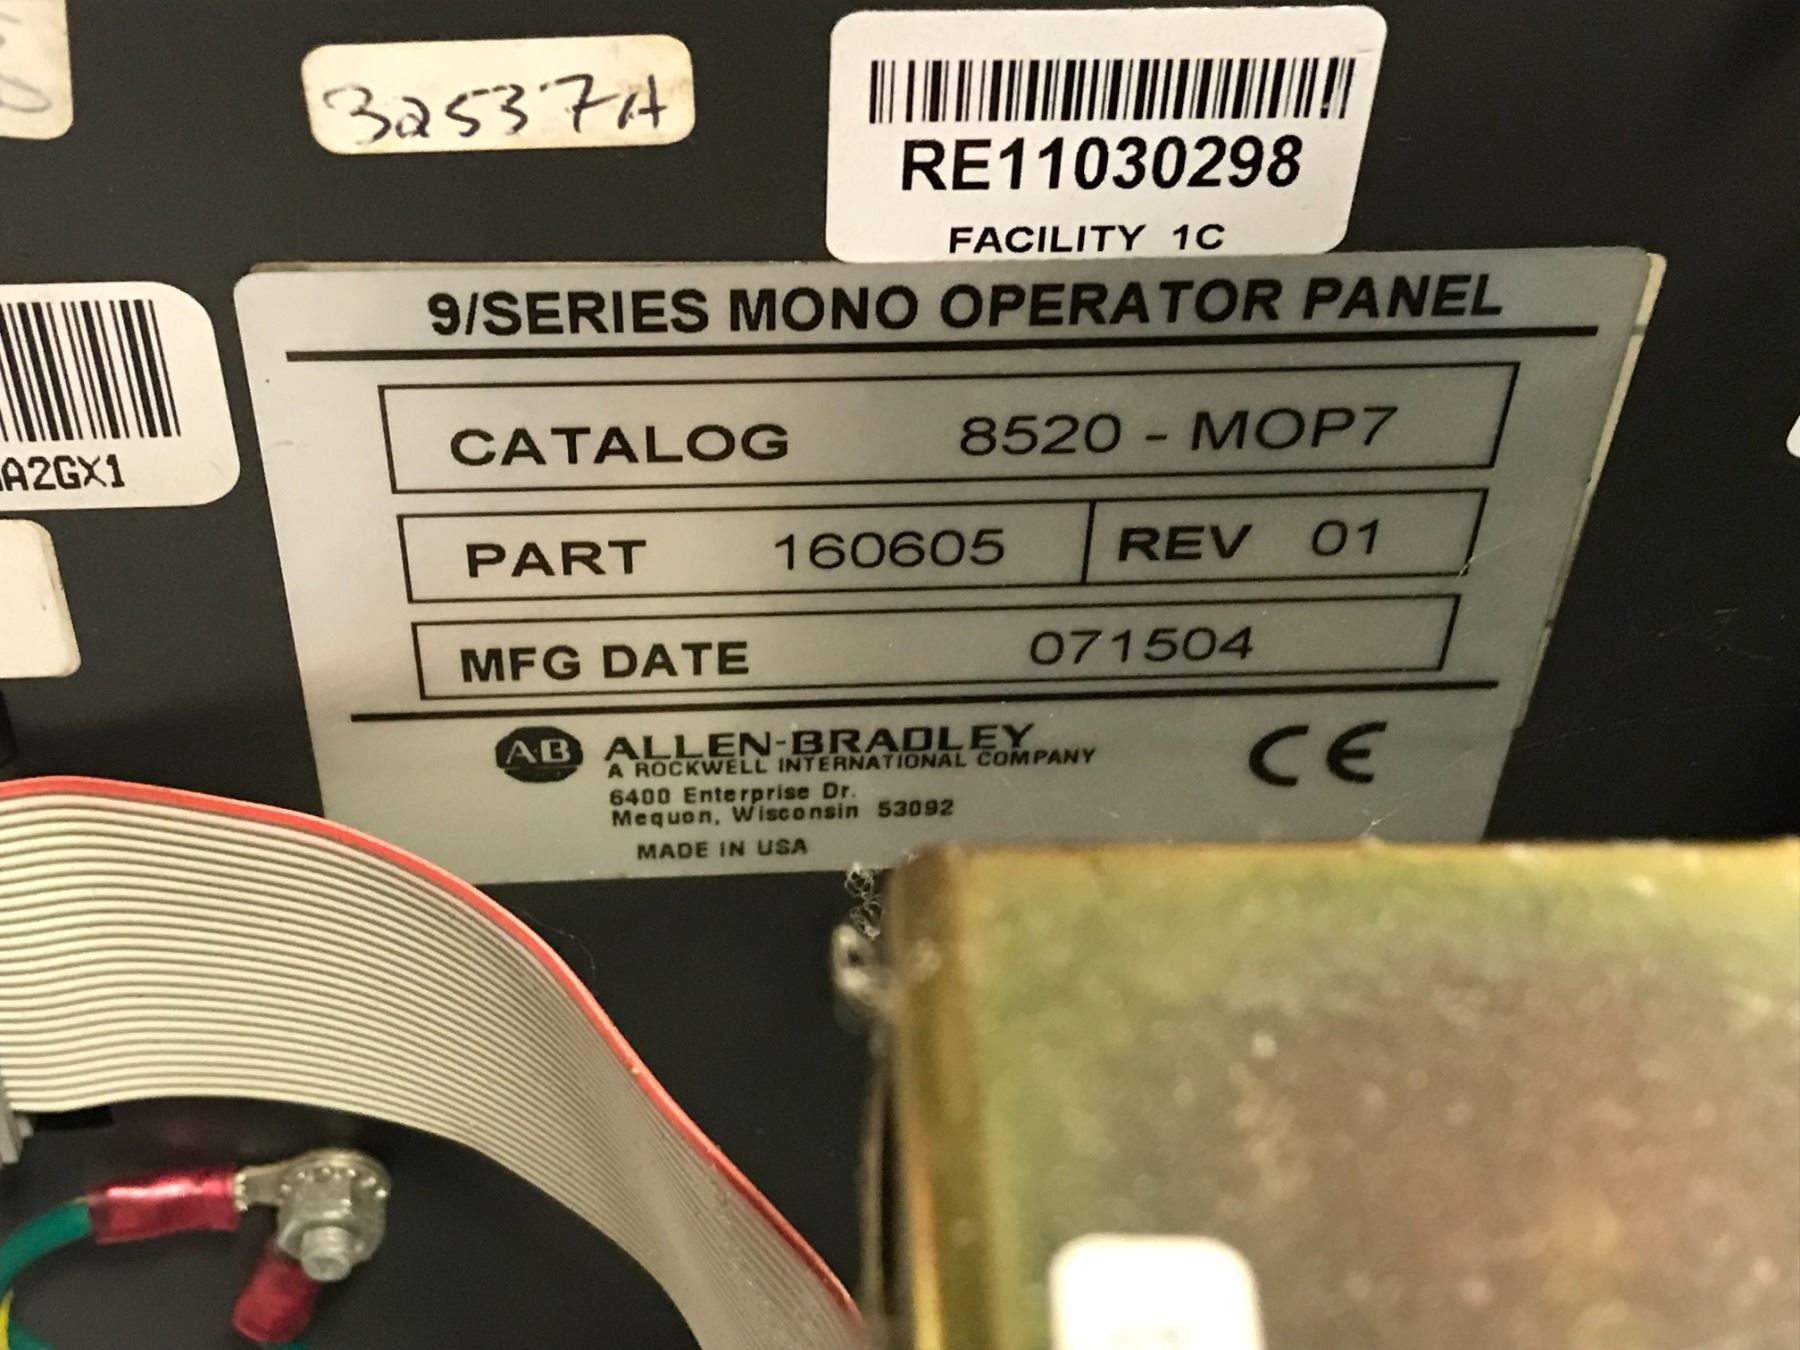 32537A
RE11030298
FACILITY 1C
A2GX1
9/SERIES MONO OPERATOR PANEL
CATALOG 8520 - MOP7
PART 160605 REV 01
MFG DATE 071504
AB ALLEN-BRADLEY
A ROCKWELL INTERNATIONAL COMPANY
CE
6400 Enterprise Dr.
Mequon, Wisconsin 53092
MADE IN USA